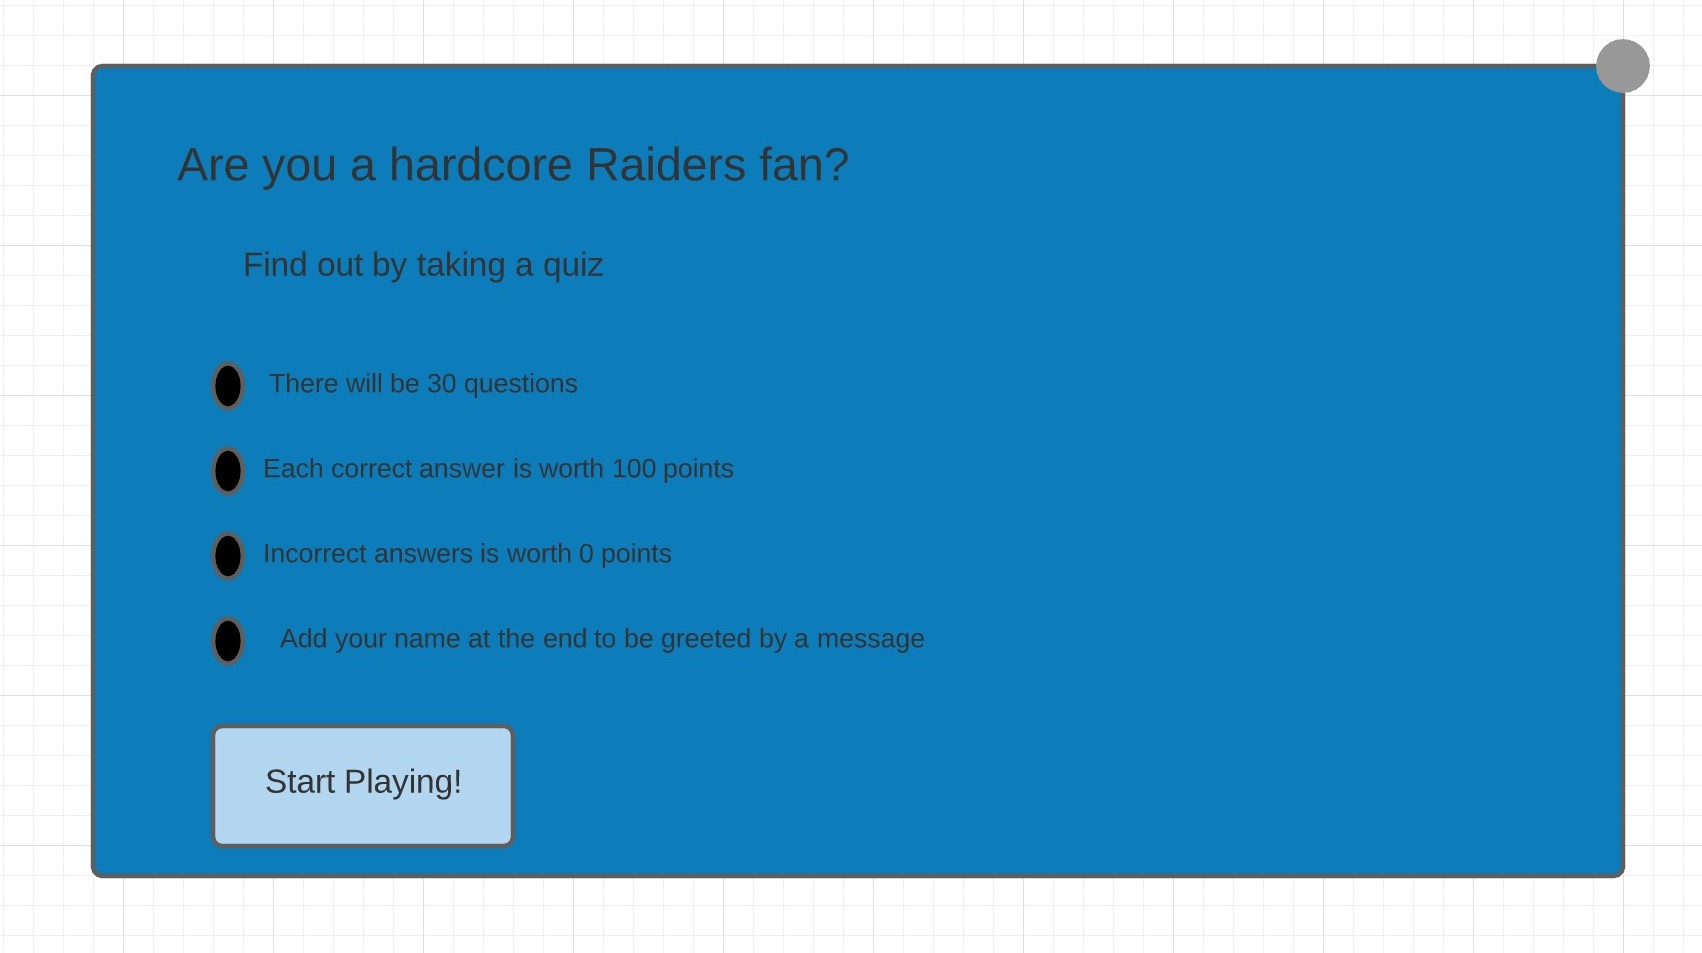 Are you a hardcore Raiders fan?
Find out by taking a quiz
There will be 30 questions
Each correct answer is worth 100 points
Incorrect answers is worth 0 points
Add your name at the end to be greeted by a message
Start Playing!